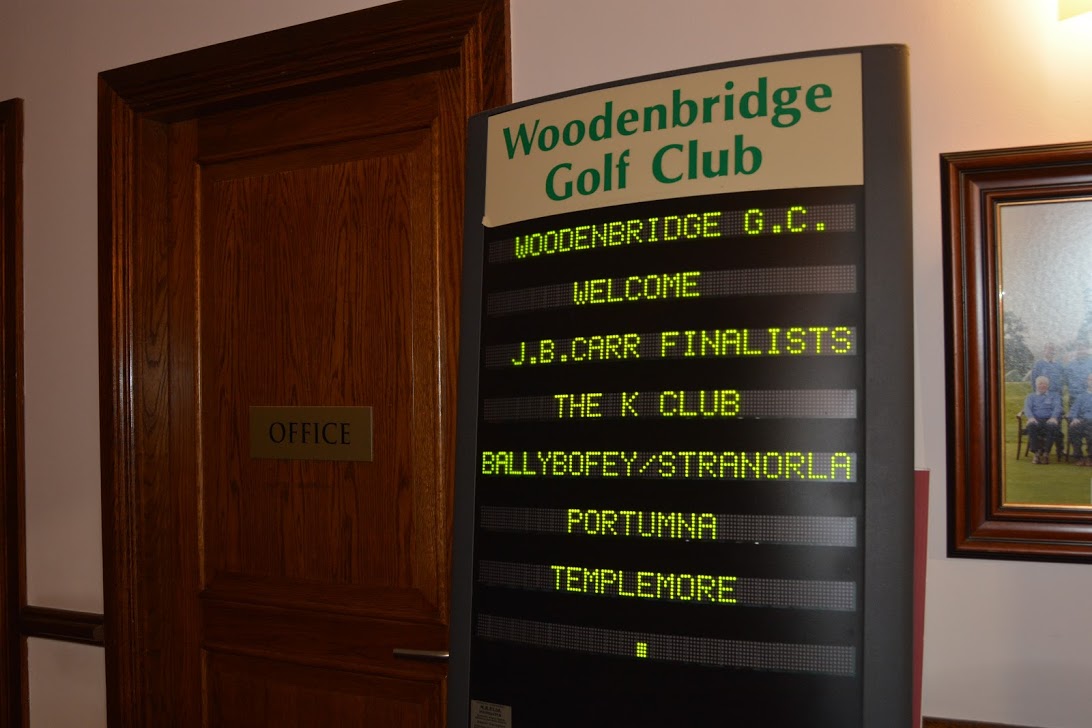 Woodenbridge
Golf Club
WOODENBRIDGE G.C.
WELCOME
J.B.CARR FINALISTS
THE K CLUB
BALLYBOFEY/STRANORLA
PORTUMNA
TEMPLEMORE
OFFICE